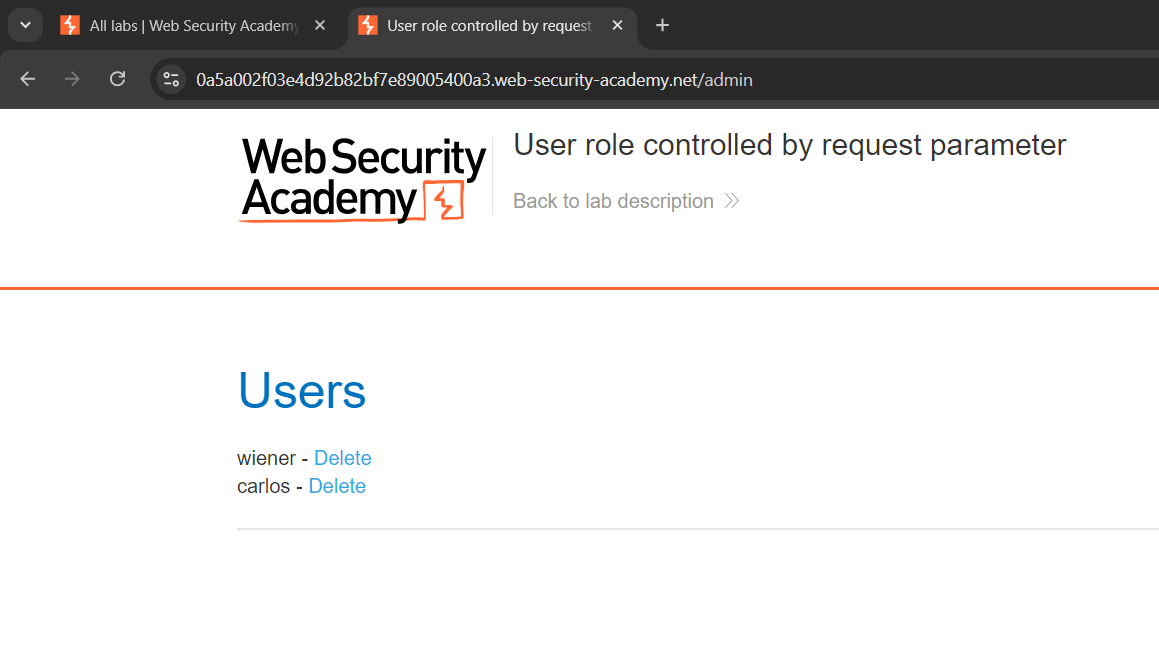 All labs | Web Security Academy
User role controlled by request
0a5a002f03e4d92b82bf7e89005400a3.web-security-academy.net/admin
Web Security
Academy
User role controlled by request parameter
Back to lab description
Users
wiener - Delete
carlos - Delete